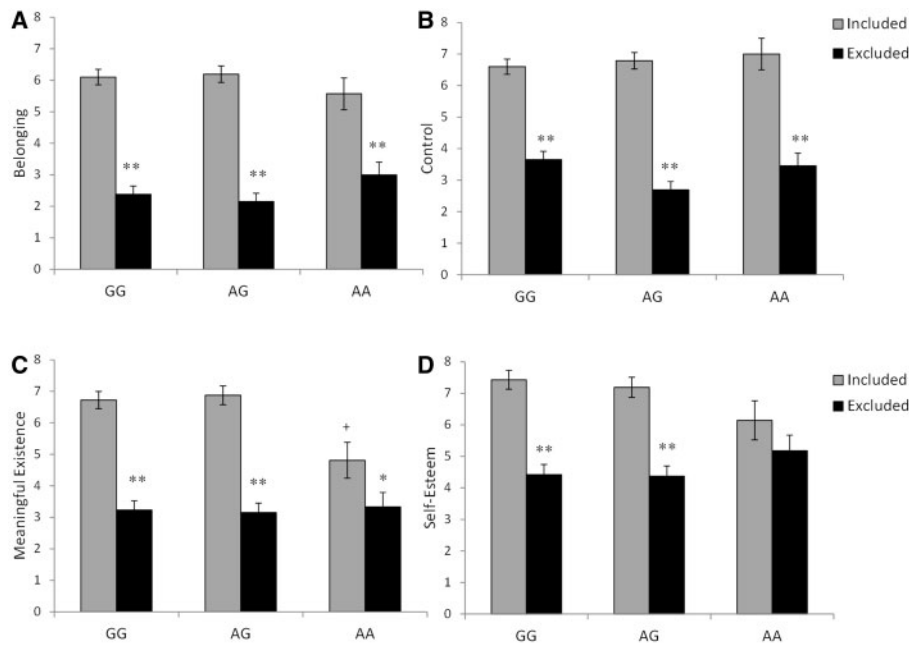 A
8
7
6
5
4
3
2
1
0
Belonging
**
**
**
GG
AG
AA
B
8
7
6
5
4
3
2
1
0
Control
**
**
**
GG
AG
AA
Included
Excluded
C
8
7
6
5
4
3
2
1
0
Meaningful Existence
**
**
+
*
GG
AG
AA
D
8
7
6
5
4
3
2
1
0
Self-Esteem
**
**
GG
AG
AA
Included
Excluded